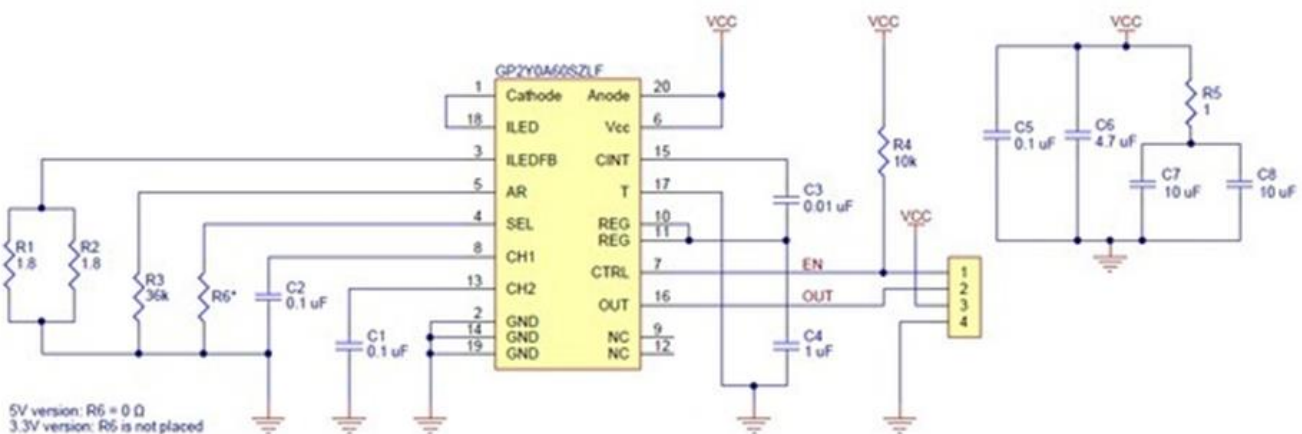 VCC
VCC
VCC
GP2Y0A60SZLF
1 Cathode Anode 20
18 ILED Vcc 6
3 ILEDFB CINT 15
5 AR T 17
4 SEL REG 10
REG 11
8 CH1 CTRL 7 EN
13 CH2 OUT 16 OUT
2 GND
14 GND NC 9
19 GND NC 12
R1
1.8
R2
1.8
R3
36k
R6*
C2
0.1 uF
C1
0.1 uF
C3
0.01 uF
C4
1 uF
R4
10k
VCC
1
2
3
4
C5
0.1 uF
C6
4.7 uF
R5
1
C7
10 uF
C8
10 uF
5V version: R6 = 0 Ω
3.3V version: R6 is not placed